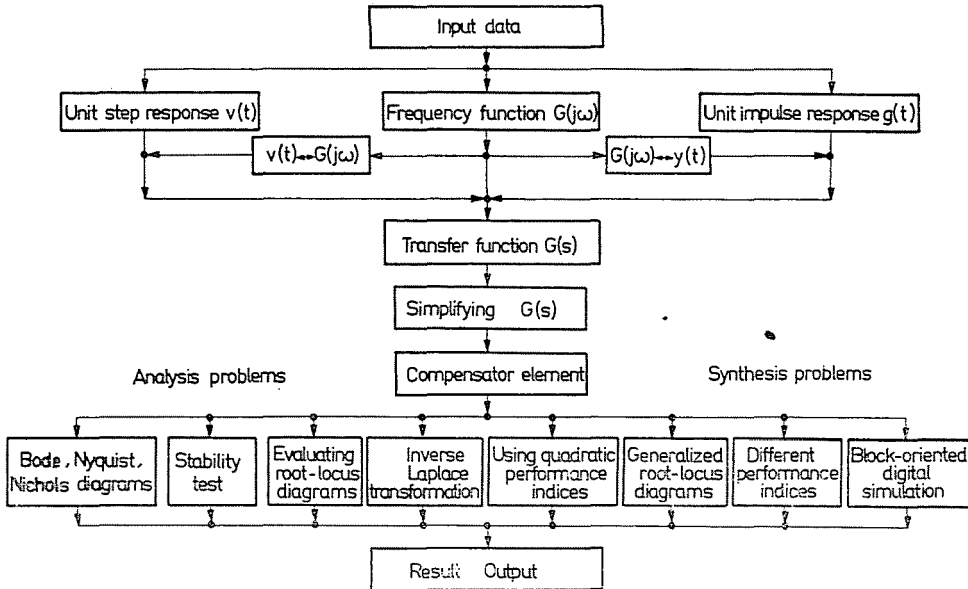 Input data
Unit step response v(t)
Frequency function G(jω)
Unit impulse response g(t)
v(t)↔G(jω)
G(jω)↔y(t)
Transfer function G(s)
Simplifying G(s)
Compensator element
Analysis problems
Synthesis problems
Bode, Nyquist,
Nichols diagrams
Stability
test
Evaluating
root-locus
diagrams
Inverse
Laplace
transformation
Using quadratic
performance
indices
Generalized
root-locus
diagrams
Different
performance
indices
Block-oriented
digital
simulation
Result Output